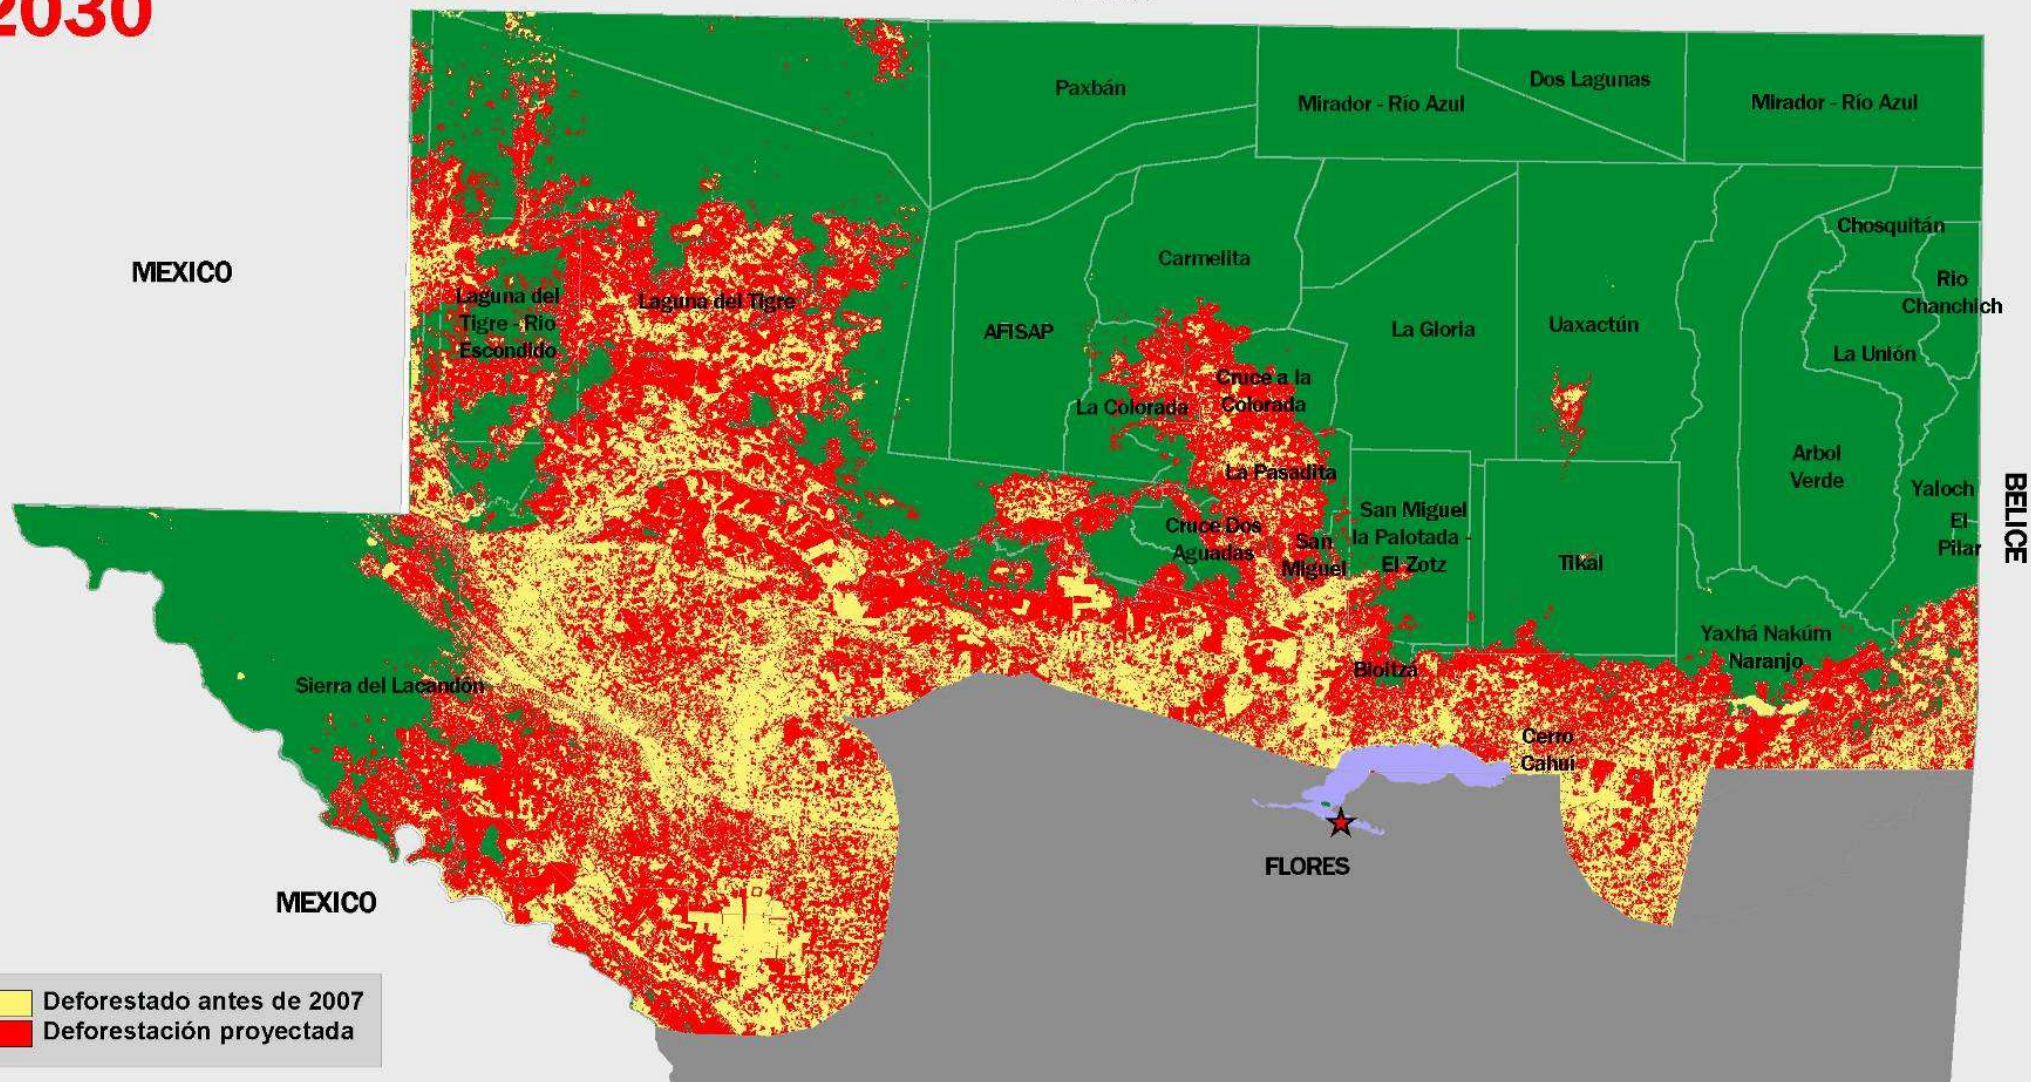 2030
Paxbán
Mirador - Río Azul
Dos Lagunas
Mirador - Río Azul
MEXICO
Laguna del
Tigre - Rio
Escondido
Laguna del Tigre
Carmelita
AFISAP
La Gloria
Uaxactún
Chosquitán
Rio
Chanchich
La Unión
La Colorada
Cruce a la
Colorada
La Pasadita
Arbol
Verde
Yaloch
El
Pilar
BELICE
Cruce Dos
Aguadas
San
Miguel
San Miguel
la Palotada -
El Zotz
Tikal
Sierra del Lacandón
Bioitzá
Yaxhá Nakúm
Naranjo
Cerro
Cahui
FLORES
MEXICO
Deforestado antes de 2007
Deforestación proyectada